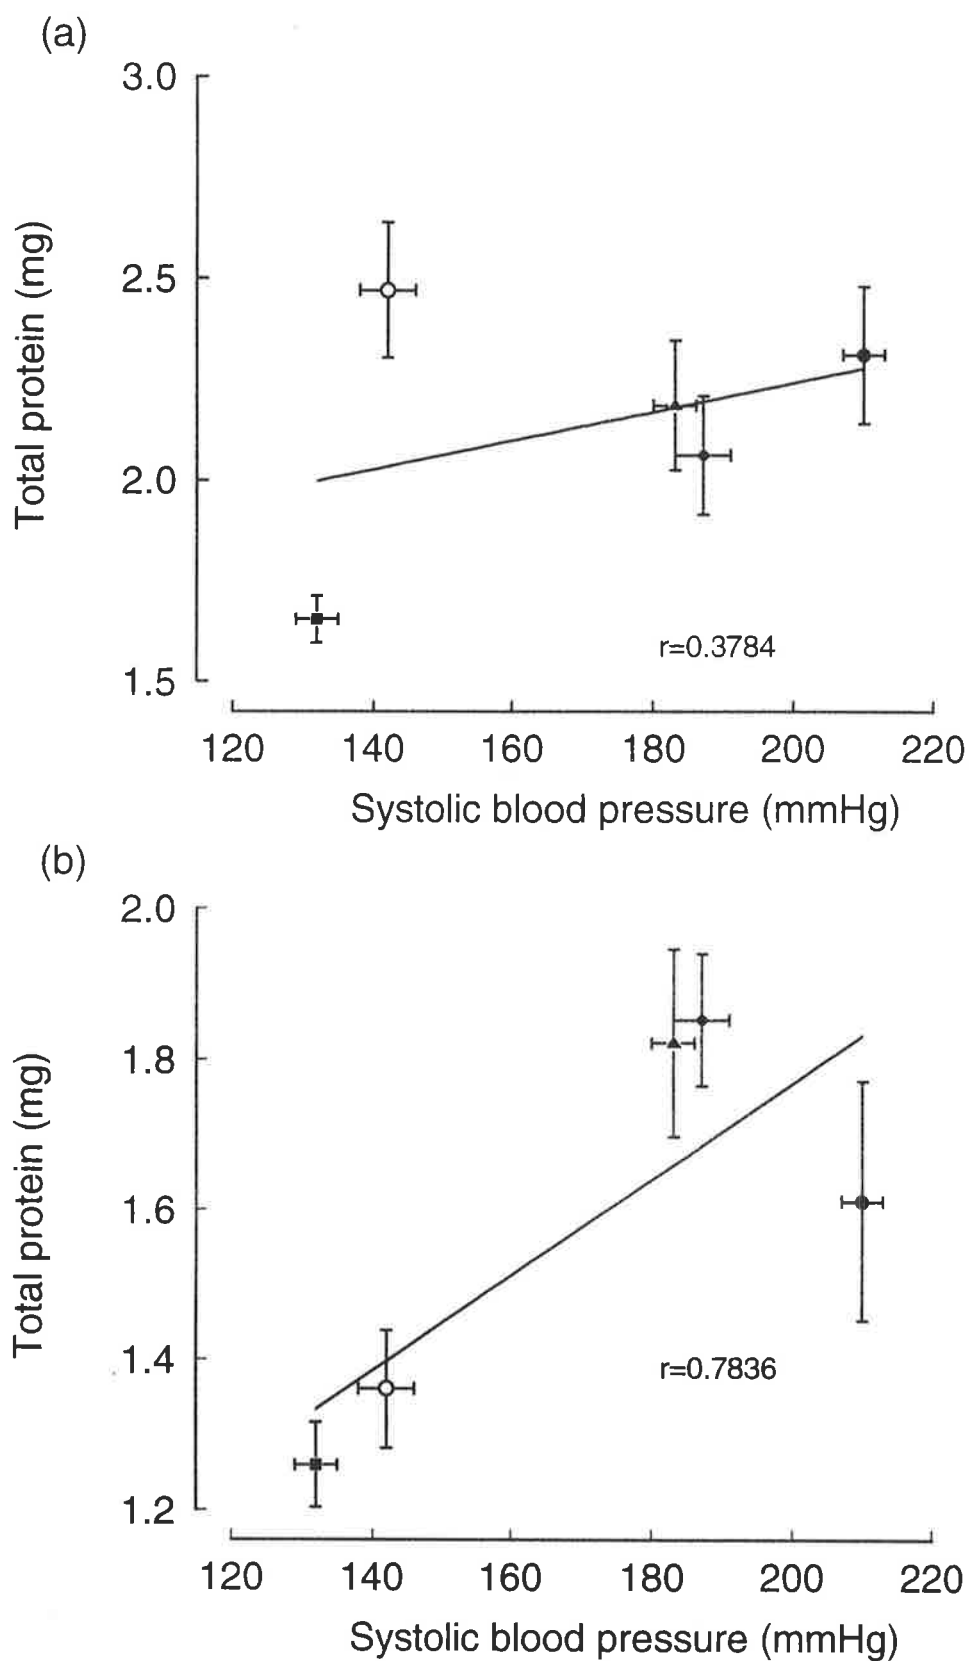 (a)
3.0
2.5
2.0
1.5
Total protein (mg)
r=0.3784
120 140 160 180 200 220
Systolic blood pressure (mmHg)
(b)
2.0
1.8
1.6
1.4
1.2
Total protein (mg)
r=0.7836
120 140 160 180 200 220
Systolic blood pressure (mmHg)